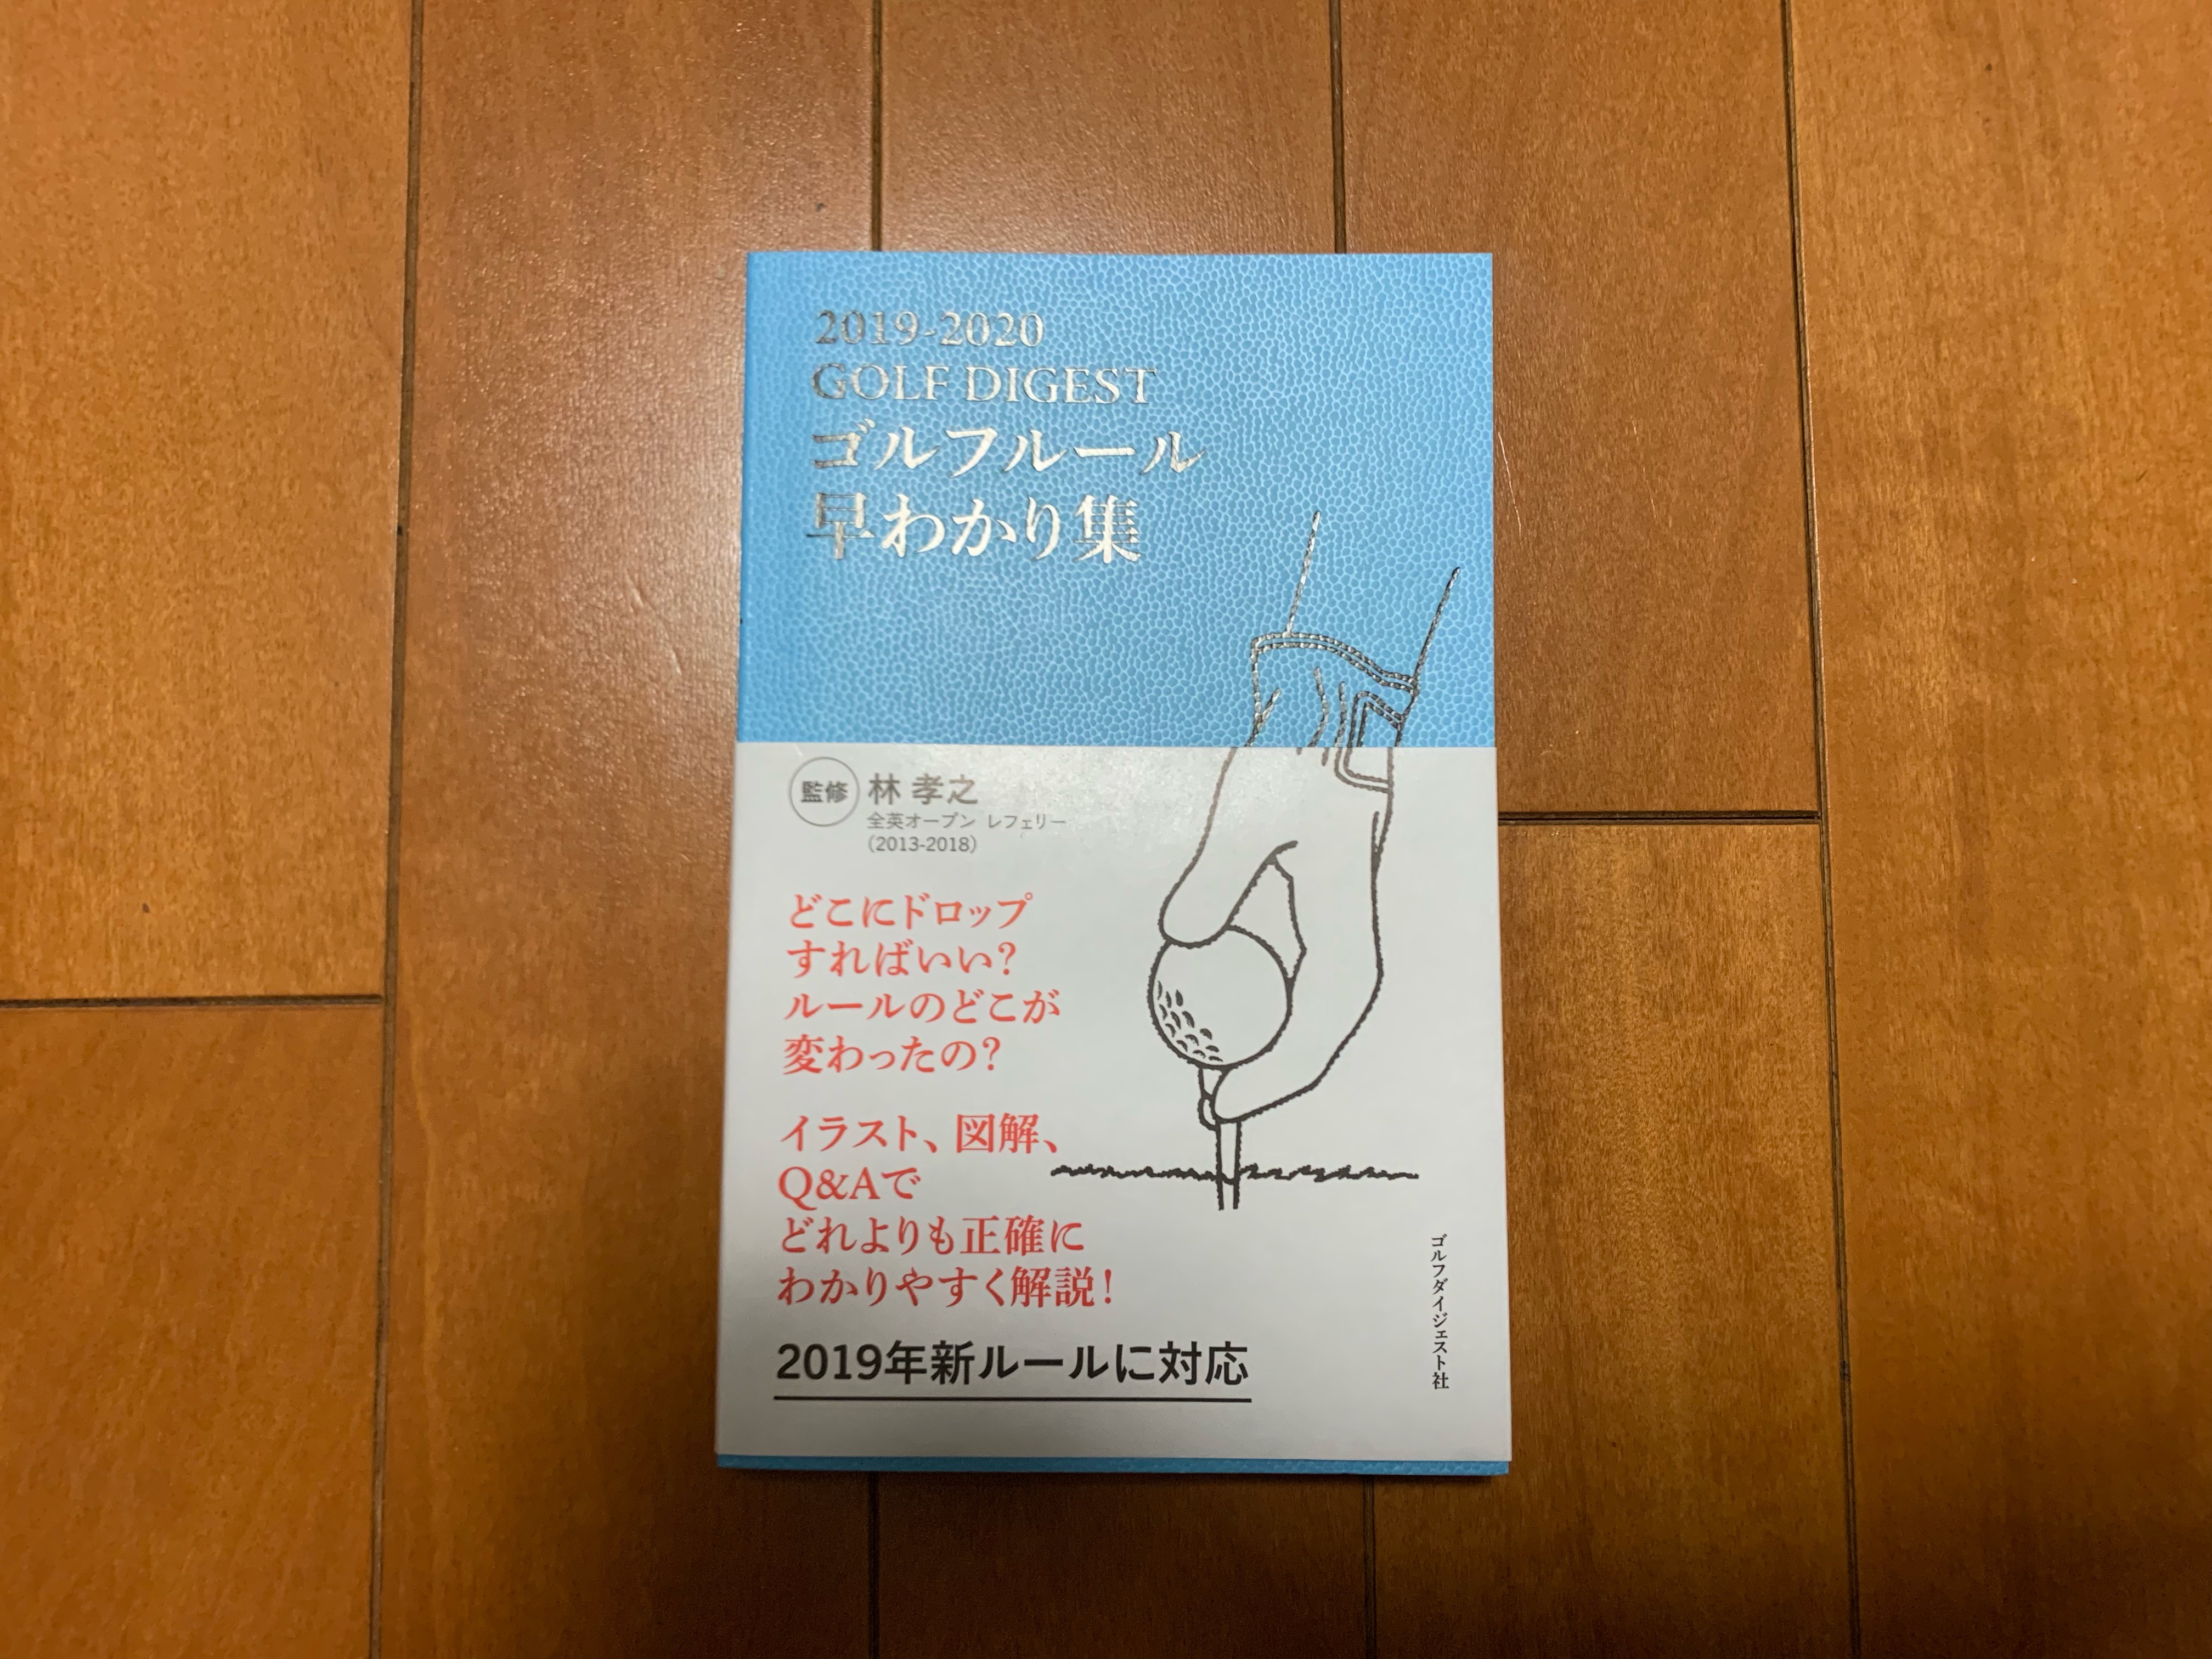 2019-2020
GOLF DIGEST
ゴルフルール
早わかり集
監修 林 孝之
全英オープン レフェリー
(2013-2018)
どこにドロップ
すればいい?
ルールのどこが
変わったの?
イラスト、図解、
Q&Aで
どれよりも正確に
わかりやすく解説!
2019年新ルールに対応
ゴルフダイジェスト社